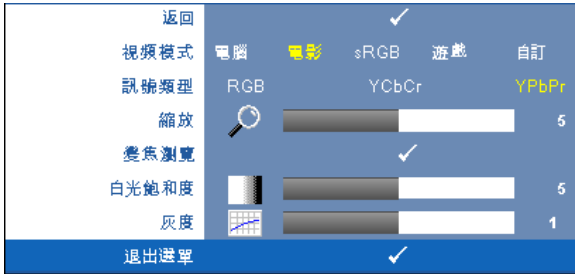 返回
視頻模式 電腦 電影 sRGB 遊戲 自訂
訊號類型 RGB YCbCr YPbPr
縮放 5
變焦瀏覽
白光飽和度 5
灰度 1
退出選單